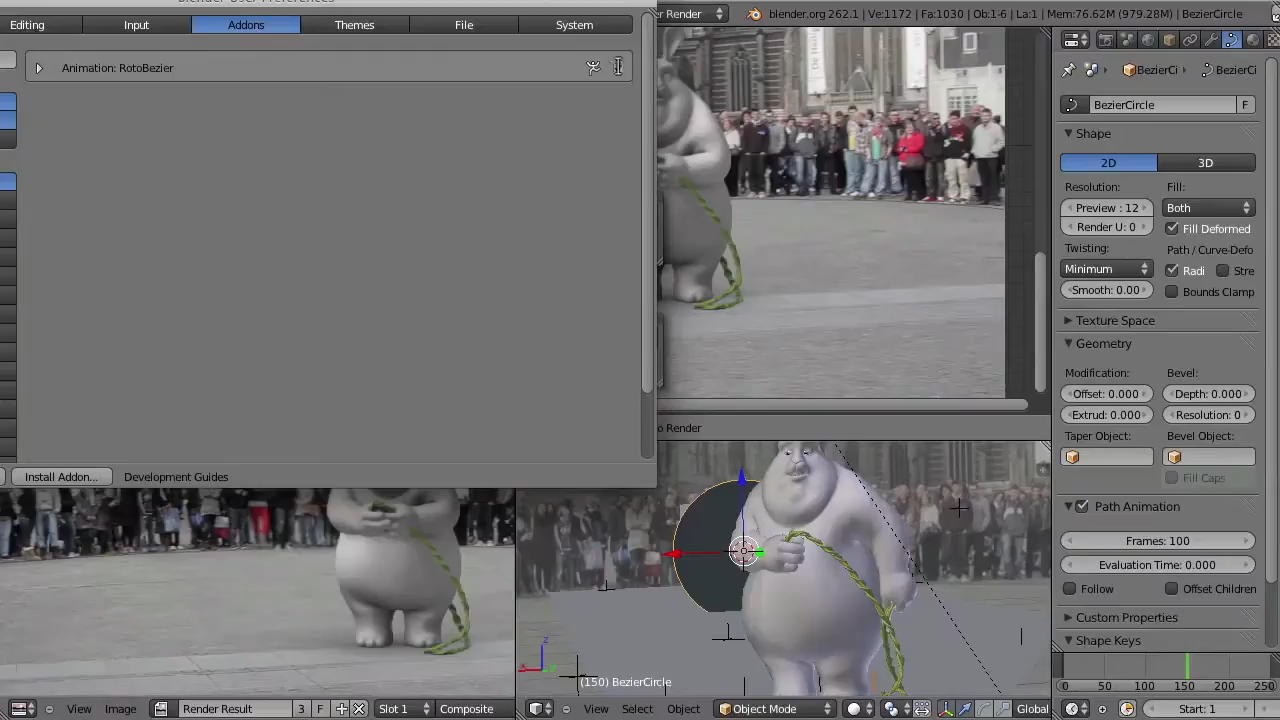 Blender User Preferences
Editing Input Addons Themes File System
Animation: RotoBezier
Install Addon... Development Guides
er Render
blender.org 262.1 | Ve:1172 | Fa:1030 | Ob:1-6 | La:1 | Mem:76.52M (979.28M) | BezierCircle
BezierCi BezierCi
BezierCircle F
Shape
2D 3D
Resolution: Fill:
Preview : 12 Both
Render U: 0 Fill Deformed
Twisting: Path / Curve-Defo
Minimum Radi Stre
Smooth: 0.00 Bounds Clamp
Texture Space
Geometry
Modification: Bevel:
Offset: 0.000 Depth: 0.000
Extrud: 0.000 Resolution: 0
Taper Object: Bevel Object:
Fill Caps
Path Animation
Frames: 100
Evaluation Time: 0.000
Follow Offset Children
Custom Properties
Shape Keys
o Render
(150) BezierCircle
0 50 100 150 200 250
View Image Render Result 3 F Slot 1 Composite
View Select Object Object Mode Global
Start: 1